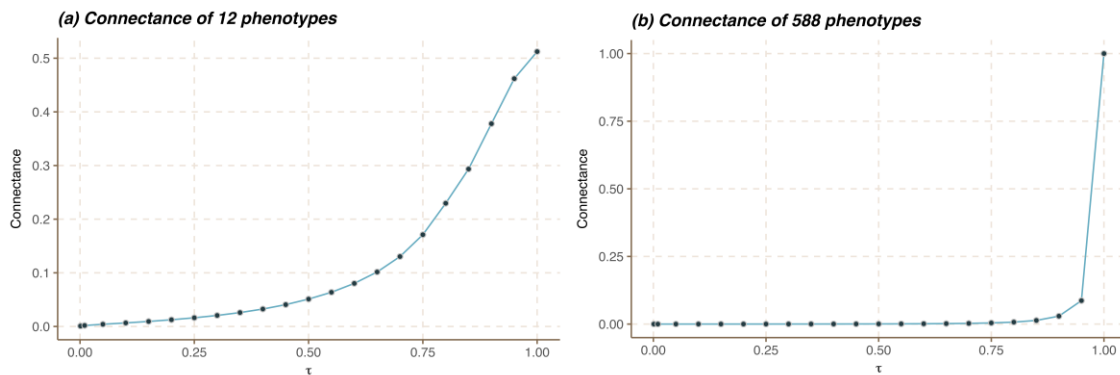 (a) Connectance of 12 phenotypes
Connectance
0.5
0.4
0.3
0.2
0.1
0.0
0.00 0.25 0.50 0.75 1.00
τ
(b) Connectance of 588 phenotypes
Connectance
1.00
0.75
0.50
0.25
0.00
0.00 0.25 0.50 0.75 1.00
τ